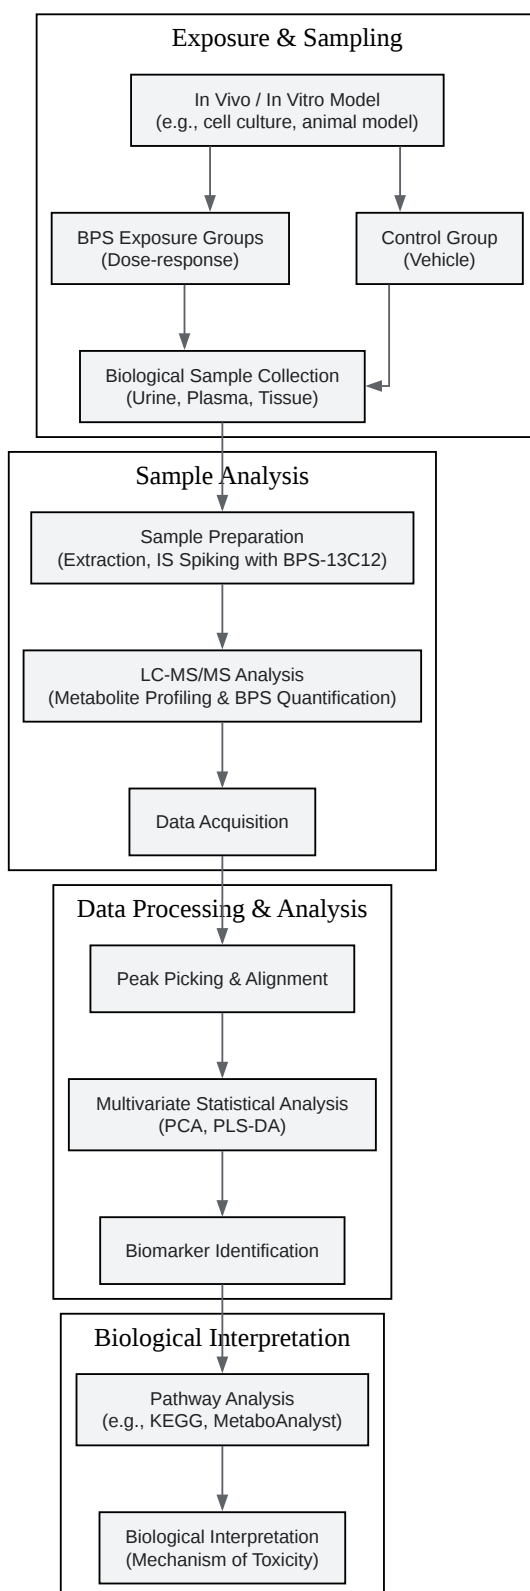 Exposure & Sampling
In Vivo / In Vitro Model
(e.g., cell culture, animal model)
BPS Exposure Groups
(Dose-response)
Control Group
(Vehicle)
Biological Sample Collection
(Urine, Plasma, Tissue)
Sample Analysis
Sample Preparation
(Extraction, IS Spiking with BPS-13C12)
LC-MS/MS Analysis
(Metabolite Profiling & BPS Quantification)
Data Acquisition
Data Processing & Analysis
Peak Picking & Alignment
Multivariate Statistical Analysis
(PCA, PLS-DA)
Biomarker Identification
Biological Interpretation
Pathway Analysis
(e.g., KEGG, MetaboAnalyst)
Biological Interpretation
(Mechanism of Toxicity)